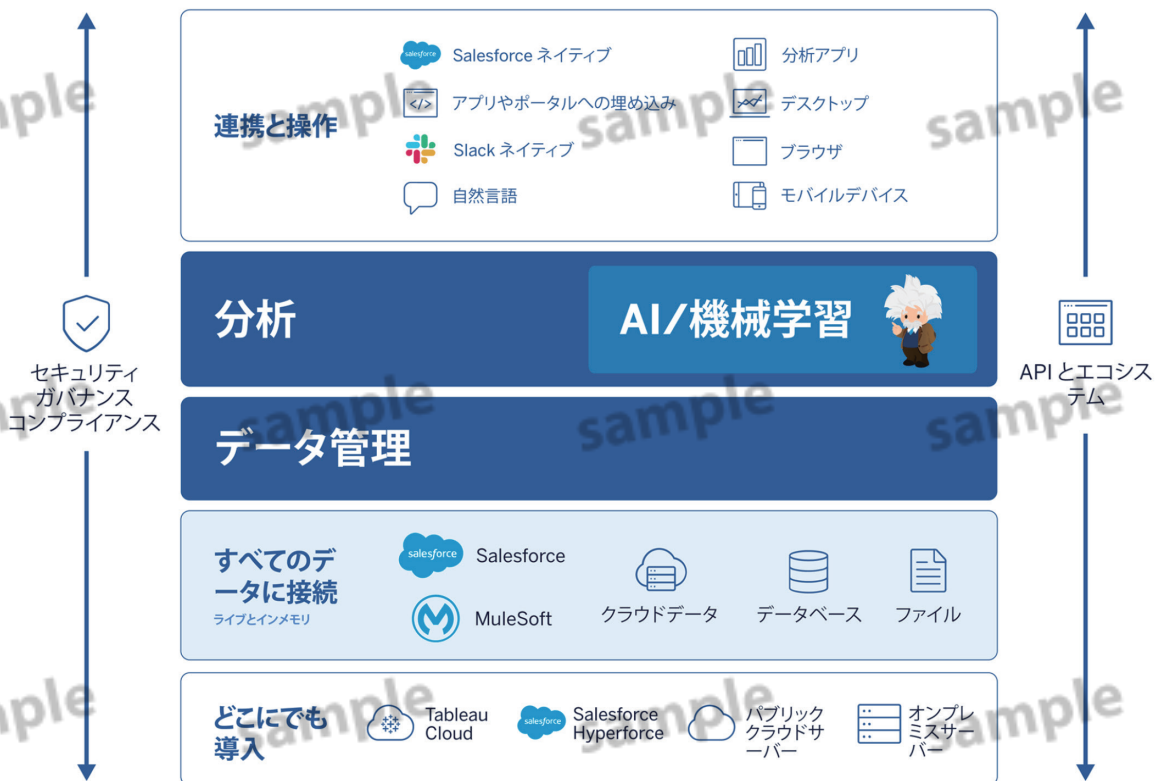 salesforce
Salesforce ネイティブ
分析アプリ
連携と操作
</>
アプリやポータルへの埋め込み
デスクトップ
Slack ネイティブ
ブラウザ
自然言語
モバイルデバイス
分析
AI/機械学習
セキュリティ
ガバナンス
コンプライアンス
API とエコシス
テム
データ管理
すべてのデ
ータに接続
ライブとインメモリ
salesforce
Salesforce
MuleSoft
クラウドデータ
データベース
ファイル
どこにでも
導入
Tableau
Cloud
salesforce
Salesforce
Hyperforce
パブリック
クラウドサ
ーバー
オンプレ
ミスサー
バー
sample
sample
sample
sample
sample
sample
sample
sample
sample
sample
sample
sample